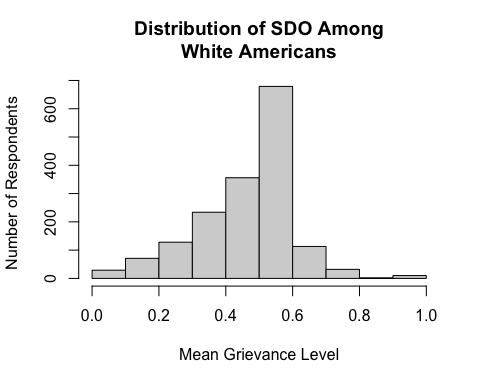 Distribution of SDO Among
White Americans
Number of Respondents
600
400
200
0
0.0 0.2 0.4 0.6 0.8 1.0
Mean Grievance Level